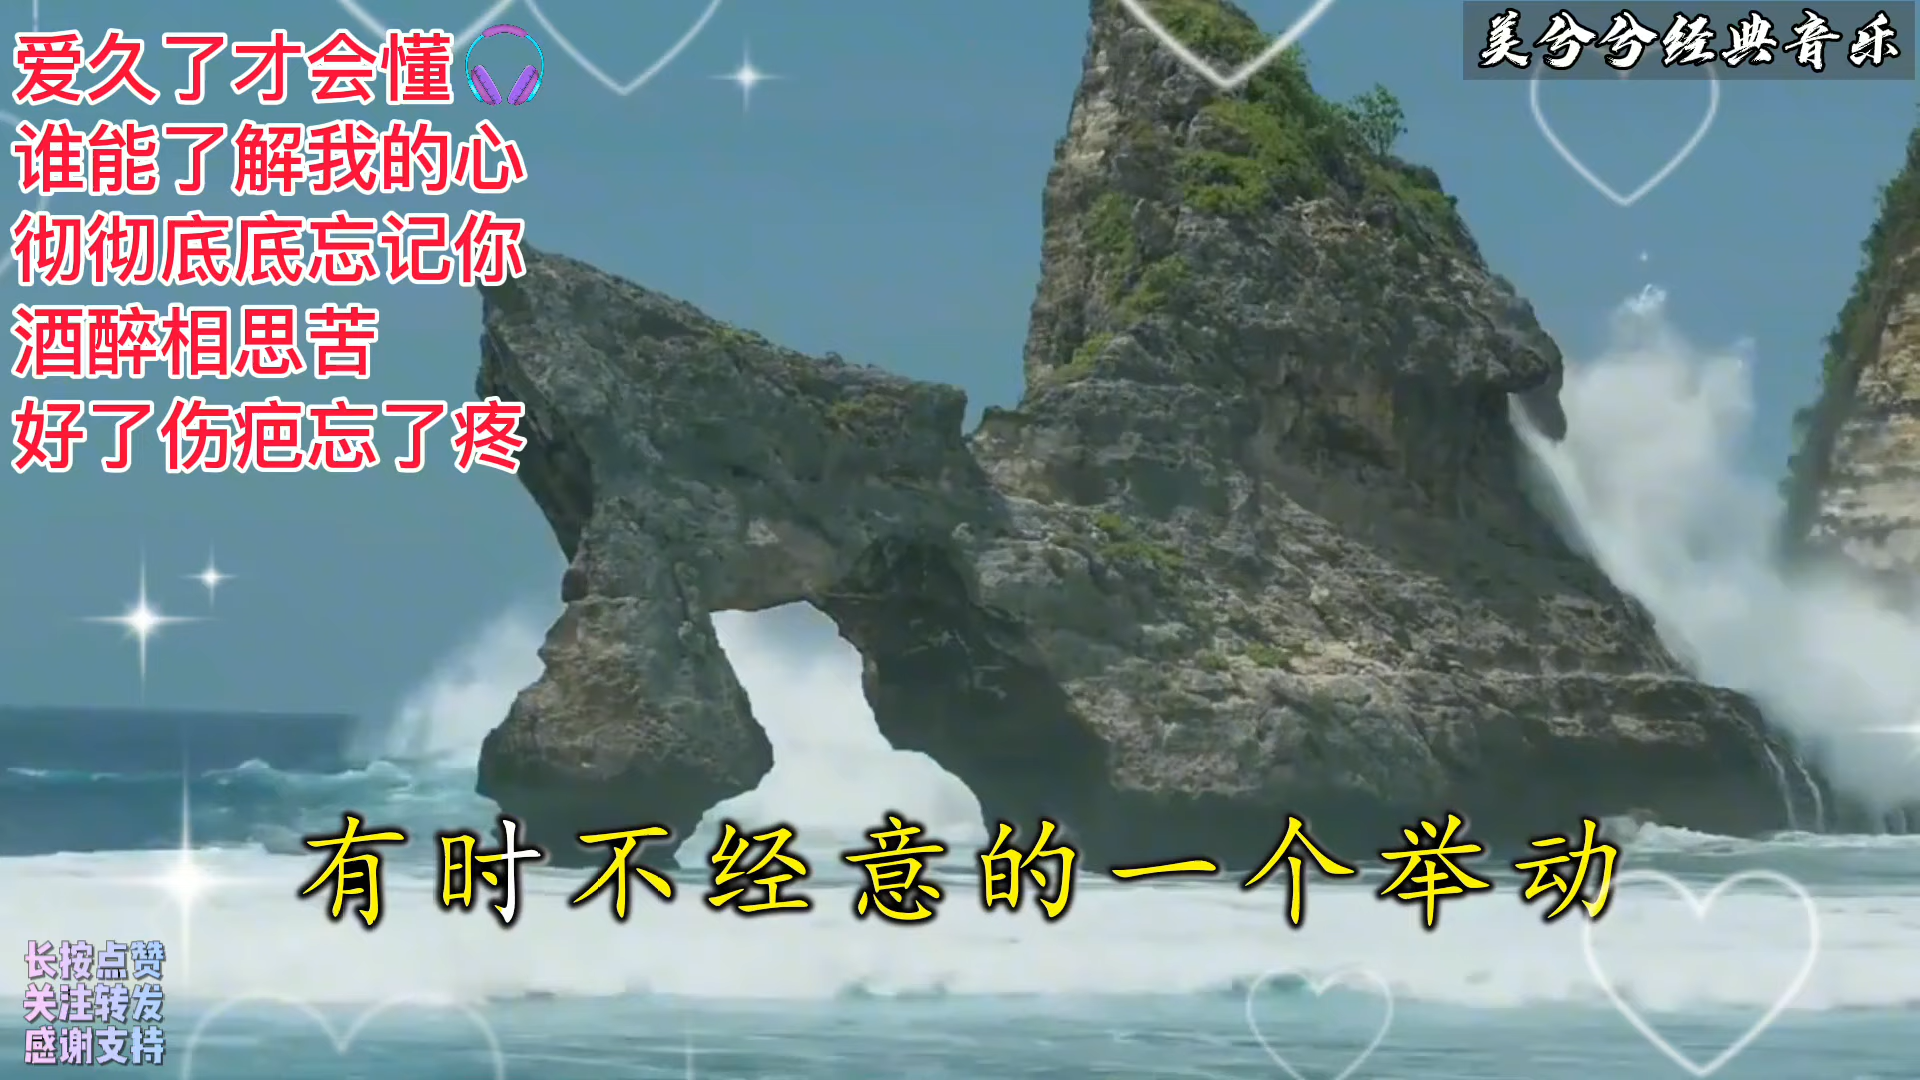 爱久了才会懂
谁能了解我的心
彻彻底底忘记你
酒醉相思苦
好了伤疤忘了疼
美兮兮经典音乐
有时不经意的一个举动
长按点赞
关注转发
感谢支持